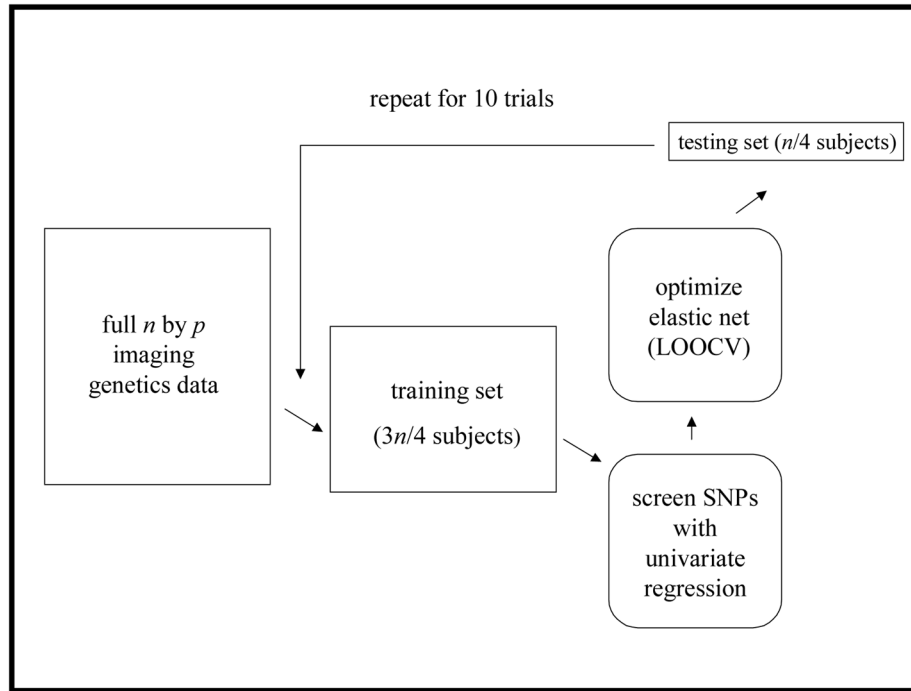 repeat for 10 trials
testing set (n/4 subjects)
full n by p
imaging
genetics data
training set
(3n/4 subjects)
optimize
elastic net
(LOOCV)
screen SNPs
with
univariate
regression